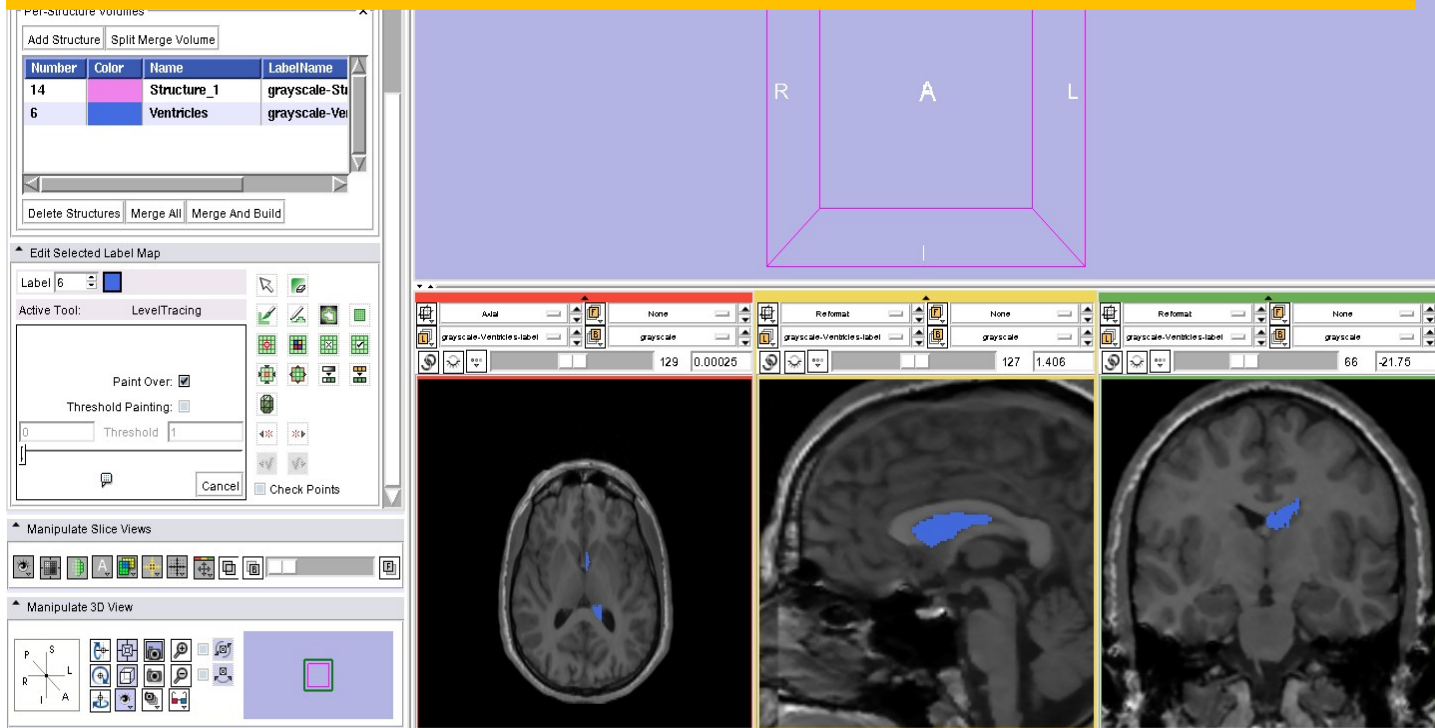 Per-Structure Volumes
Add Structure Split Merge Volume
Number Color Name LabelName
14 Structure_1 grayscale-Stu
6 Ventricles grayscale-Ve
Delete Structures Merge All Merge And Build
Edit Selected Label Map
Label 6
Active Tool: LevelTracing
Paint Over:
Threshold Painting:
0 Threshold 1
Cancel
Check Points
Manipulate Slice Views
A B F
Manipulate 3D View
P S L R I A
R A L
I
Axial None
L grayscale-Ventricles-label B grayscale
129 0.00025
Reformat None
L grayscale-Ventricles-label B grayscale
127 1.406
Reformat None
L grayscale-Ventricles-label B grayscale
66 -21.75